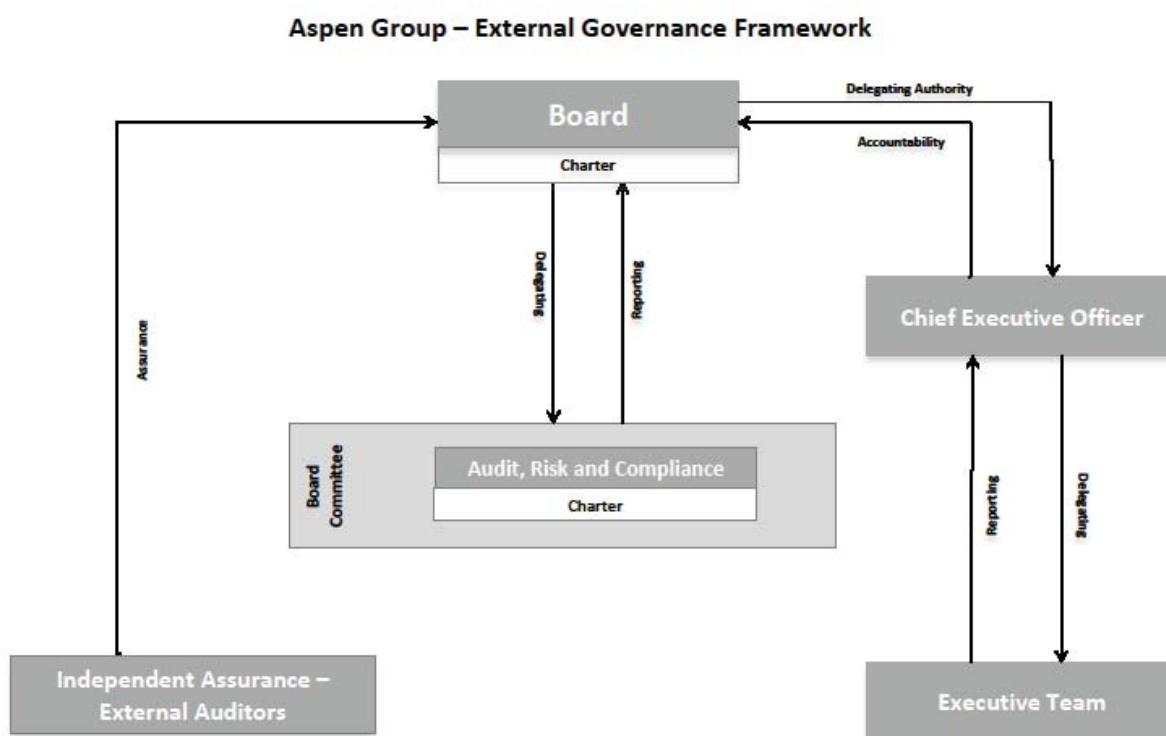 Aspen Group – External Governance Framework
Board
Charter
Delegating Authority
Accountability
Assurance
Delegating
Reporting
Chief Executive Officer
Board
Committee
Audit, Risk and Compliance
Charter
Reporting
Delegating
Independent Assurance –
External Auditors
Executive Team